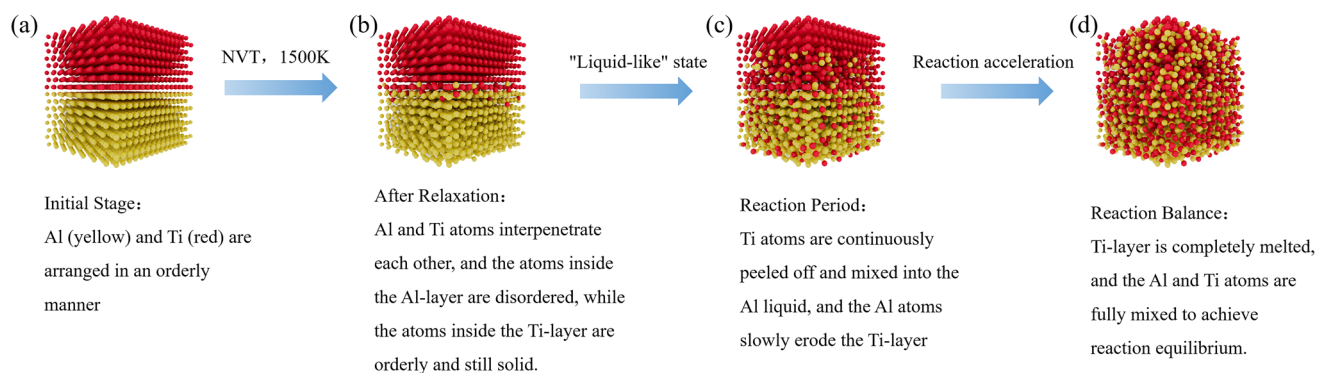 (a)
NVT，1500K
(b)
"Liquid-like" state
(c)
Reaction acceleration
(d)
Initial Stage：
Al (yellow) and Ti (red) are
arranged in an orderly
manner
After Relaxation：
Al and Ti atoms interpenetrate
each other, and the atoms inside
the Al-layer are disordered, while
the atoms inside the Ti-layer are
orderly and still solid.
Reaction Period：
Ti atoms are continuously
peeled off and mixed into the
Al liquid, and the Al atoms
slowly erode the Ti-layer
Reaction Balance：
Ti-layer is completely melted,
and the Al and Ti atoms are
fully mixed to achieve
reaction equilibrium.